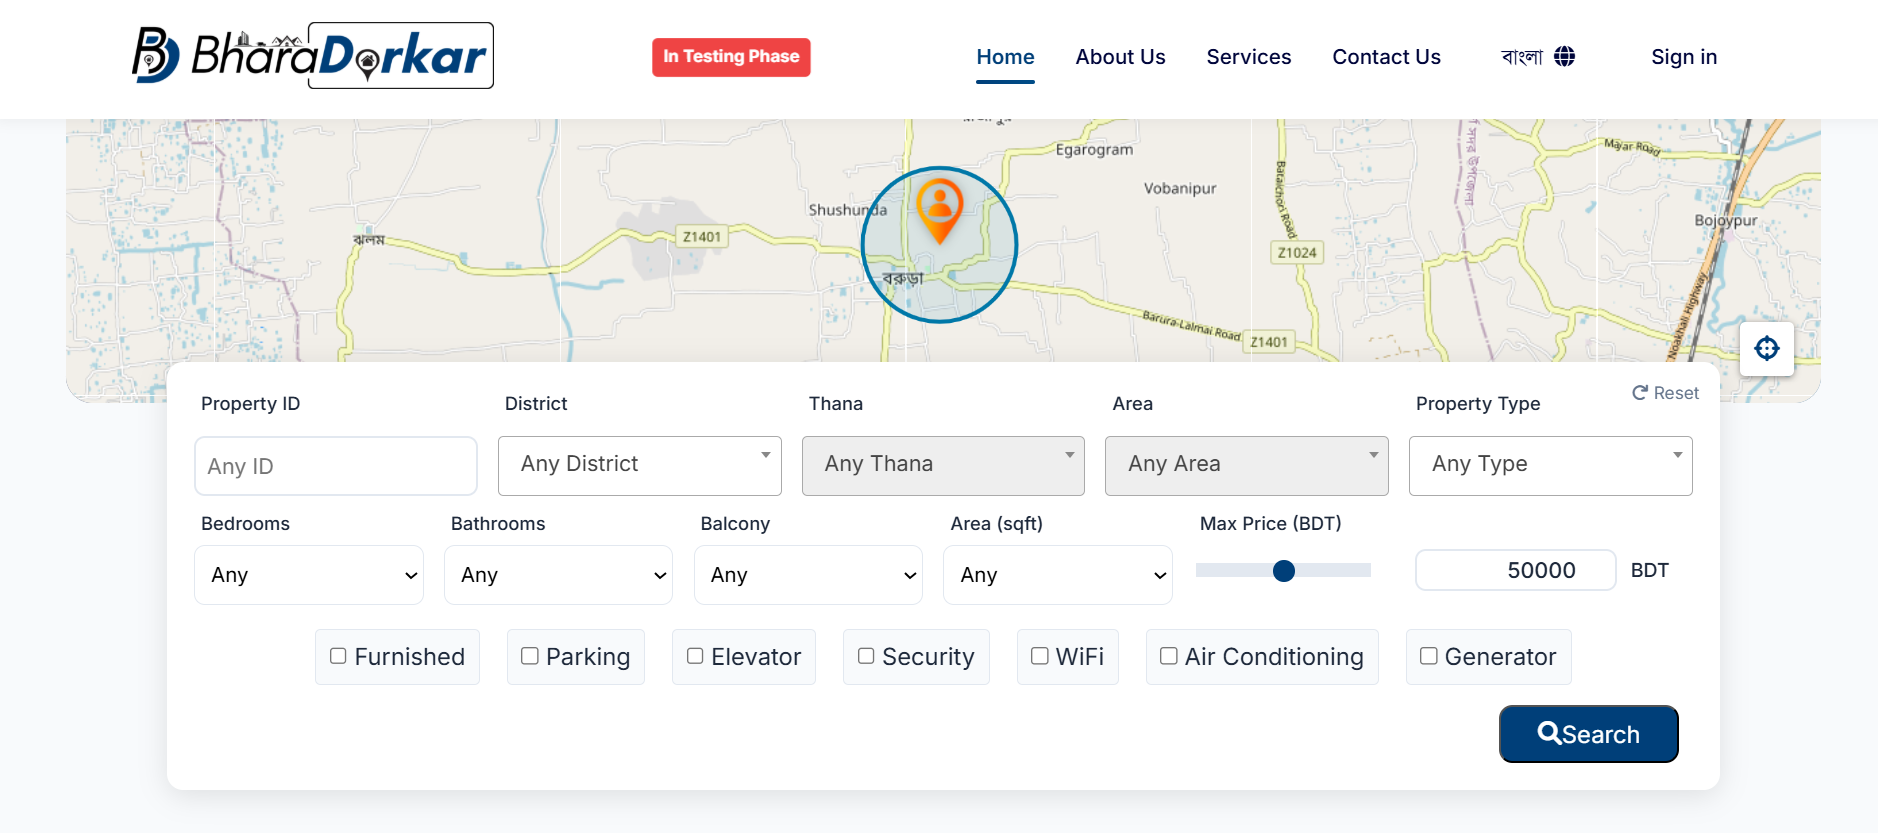 BharaDorkar
In Testing Phase
Home
About Us
Services
Contact Us
বাংলা
Sign in
Egarogram
Mayar Road
Vobanipur
Shushunda
Bojoypur
ঝলম
Z1401
Bataichori Road
Z1024
বরুড়া
Barura-Lalmai Road
Z1401
Noakhali Highway
Reset
Property ID
District
Thana
Area
Property Type
Any ID
Any District
Any Thana
Any Area
Any Type
Bedrooms
Bathrooms
Balcony
Area (sqft)
Max Price (BDT)
Any
Any
Any
Any
50000
BDT
Furnished
Parking
Elevator
Security
WiFi
Air Conditioning
Generator
Search